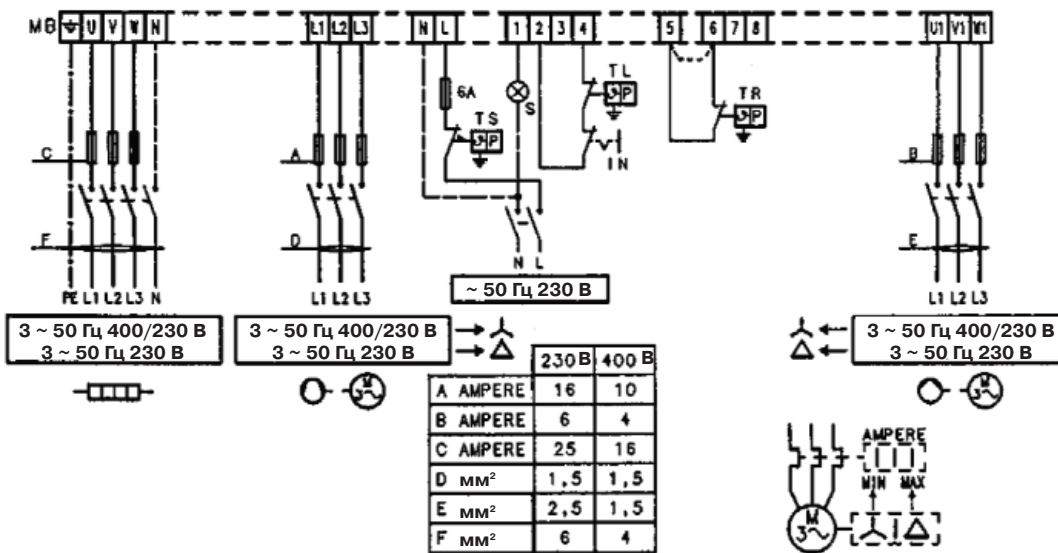 MB U V W N L1 L2 L3 N L 1 2 3 4 5 6 7 8 U1 V1 W1
6A
S
TL
P
TS
P
TR
P
IN
C
A
B
F
D
E
N L
PE L1 L2 L3 N
L1 L2 L3
L1 L2 L3
~ 50 Гц 230 В
3 ~ 50 Гц 400/230 В
3 ~ 50 Гц 230 В
3 ~ 50 Гц 400/230 В
3 ~ 50 Гц 230 В
3 ~ 50 Гц 400/230 В
3 ~ 50 Гц 230 В
M
3~
M
3~
230 В 400 В
A AMPERE 16 10
B AMPERE 6 4
C AMPERE 25 16
D мм² 1,5 1,5
E мм² 2,5 1,5
F мм² 6 4
AMPERE
MIN MAX
M
3~